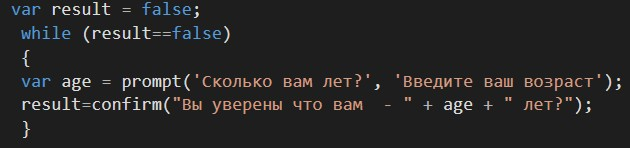 var result = false;
while (result==false)
{
var age = prompt('Сколько вам лет?', 'Введите ваш возраст');
result=confirm("Вы уверены что вам  - " + age + " лет?");
}